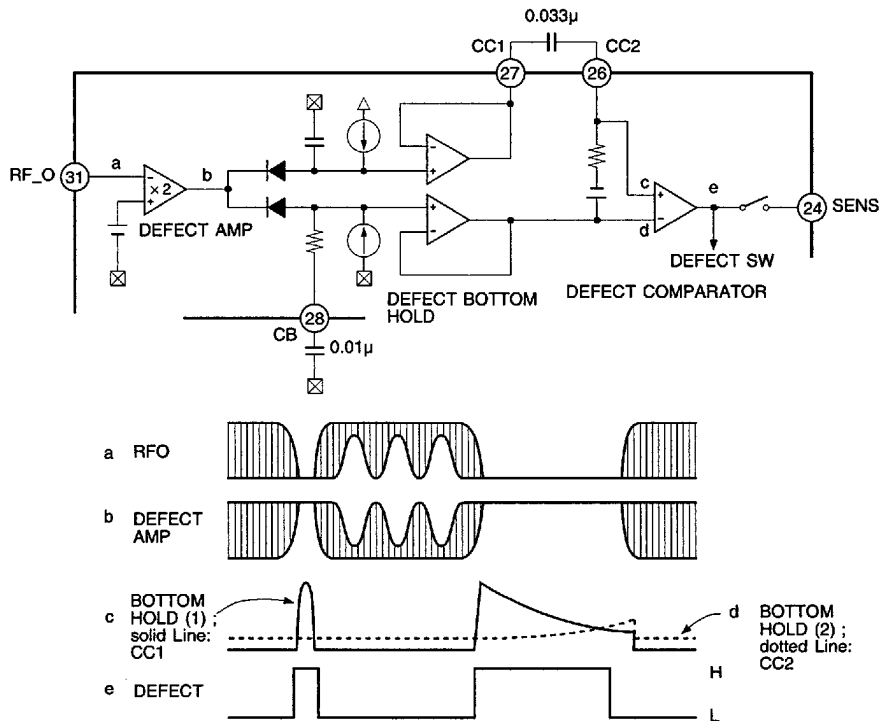 0.033µ
CC1
CC2
27
26
RF_O
31
a
-
×2
+
b
DEFECT AMP
-
+
+
-
c
d
+
-
e
24
SENS
DEFECT SW
DEFECT BOTTOM
HOLD
DEFECT COMPARATOR
28
CB
0.01µ
a RFO
b DEFECT
AMP
c BOTTOM
HOLD (1) ;
solid Line:
CC1
d BOTTOM
HOLD (2) ;
dotted Line:
CC2
e DEFECT
H
L